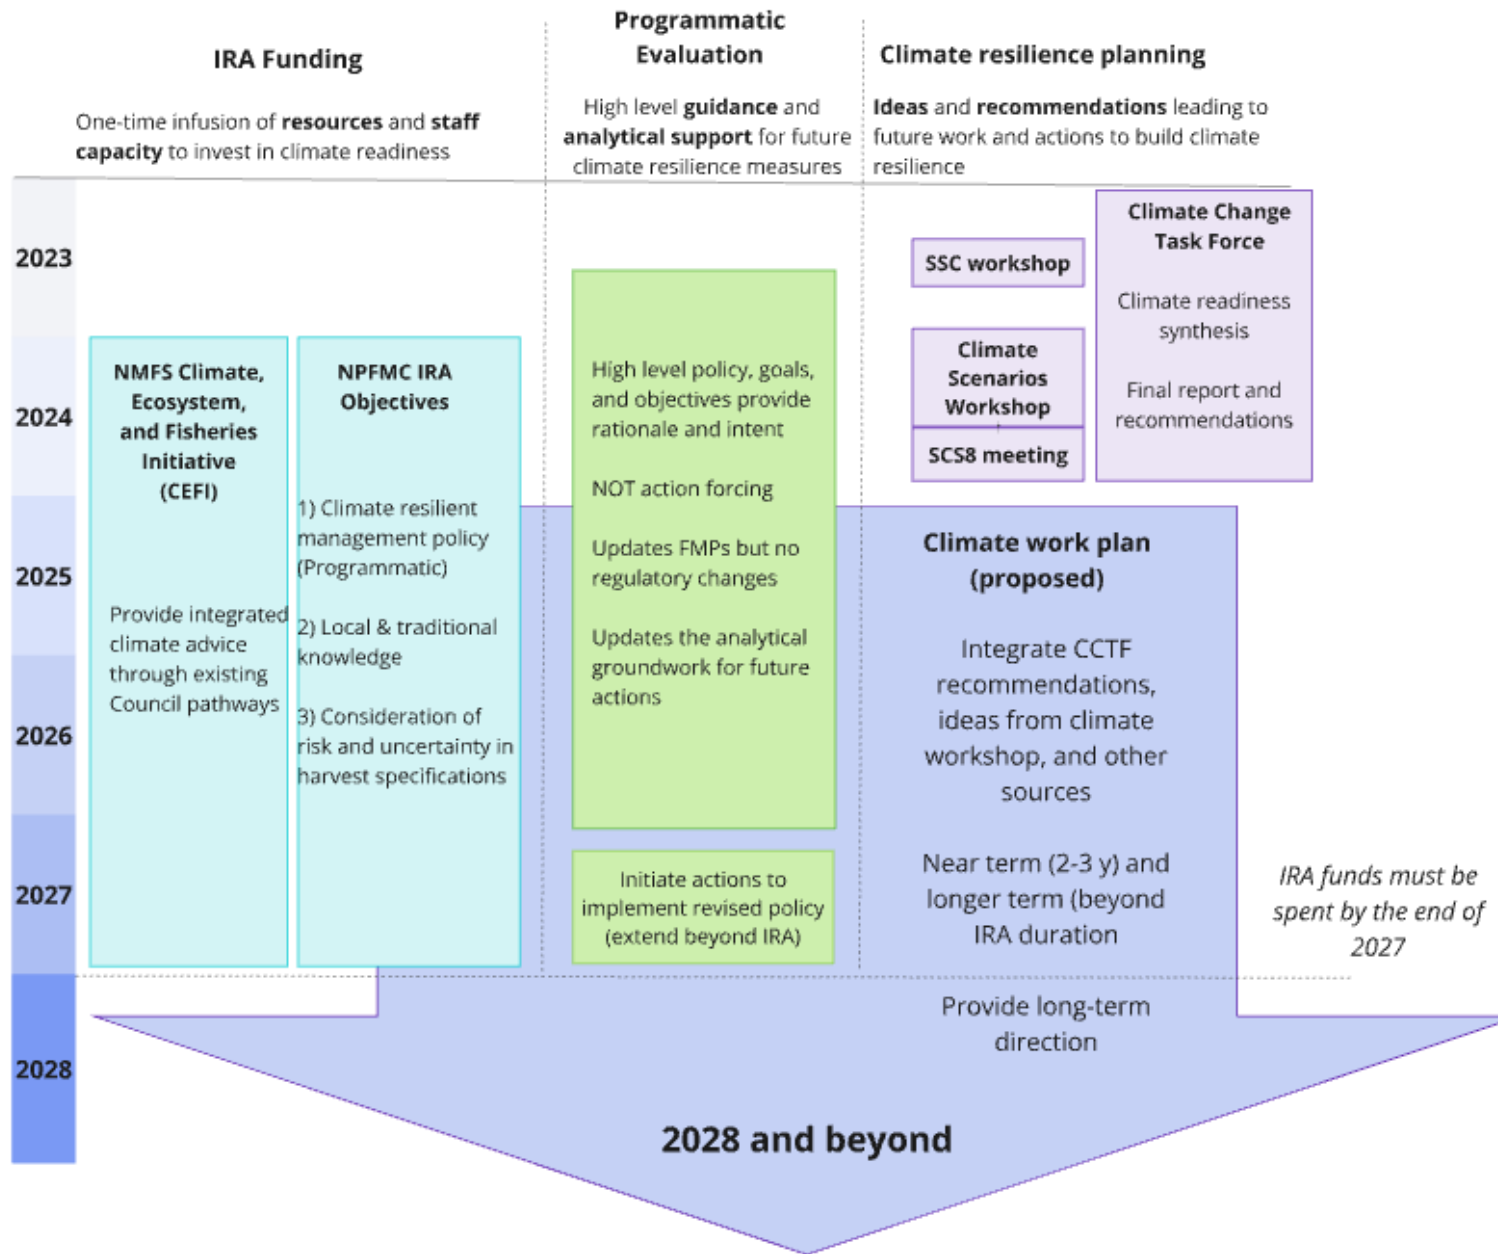 IRA Funding
One-time infusion of resources and staff
capacity to invest in climate readiness
Programmatic
Evaluation
High level guidance and
analytical support for future
climate resilience measures
Climate resilience planning
Ideas and recommendations leading to
future work and actions to build climate
resilience
2023
2024
2025
2026
2027
2028
NMFS Climate,
Ecosystem,
and Fisheries
Initiative
(CEFI)
Provide integrated
climate advice
through existing
Council pathways
NPFMC IRA
Objectives
1) Climate resilient
management policy
(Programmatic)
2) Local & traditional
knowledge
3) Consideration of
risk and uncertainty in
harvest specifications
High level policy, goals,
and objectives provide
rationale and intent
NOT action forcing
Updates FMPs but no
regulatory changes
Updates the analytical
groundwork for future
actions
Initiate actions to
implement revised policy
(extend beyond IRA)
SSC workshop
Climate
Scenarios
Workshop
SCS8 meeting
Climate Change
Task Force
Climate readiness
synthesis
Final report and
recommendations
Climate work plan
(proposed)
Integrate CCTF
recommendations,
ideas from climate
workshop, and other
sources
Near term (2-3 y) and
longer term (beyond
IRA duration
Provide long-term
direction
IRA funds must be
spent by the end of
2027
2028 and beyond